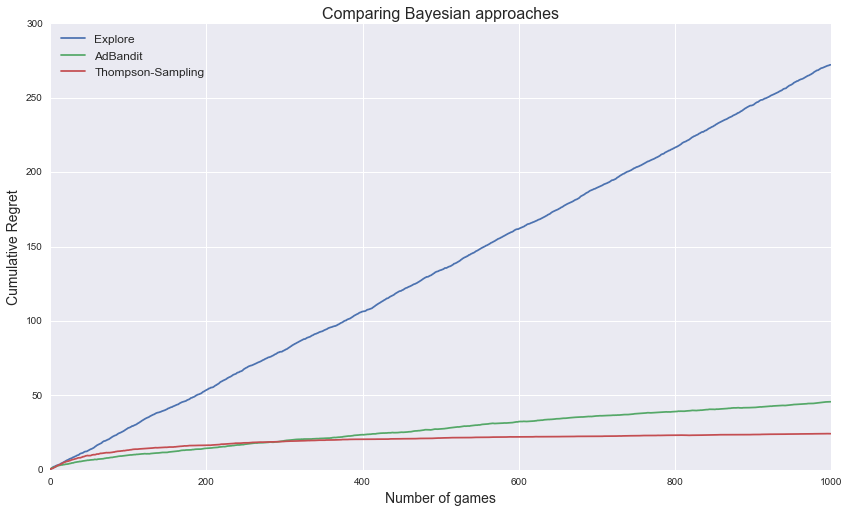 Comparing Bayesian approaches
300
250
200
150
100
50
0
Cumulative Regret
Explore
AdBandit
Thompson-Sampling
0 200 400 600 800 1000
Number of games